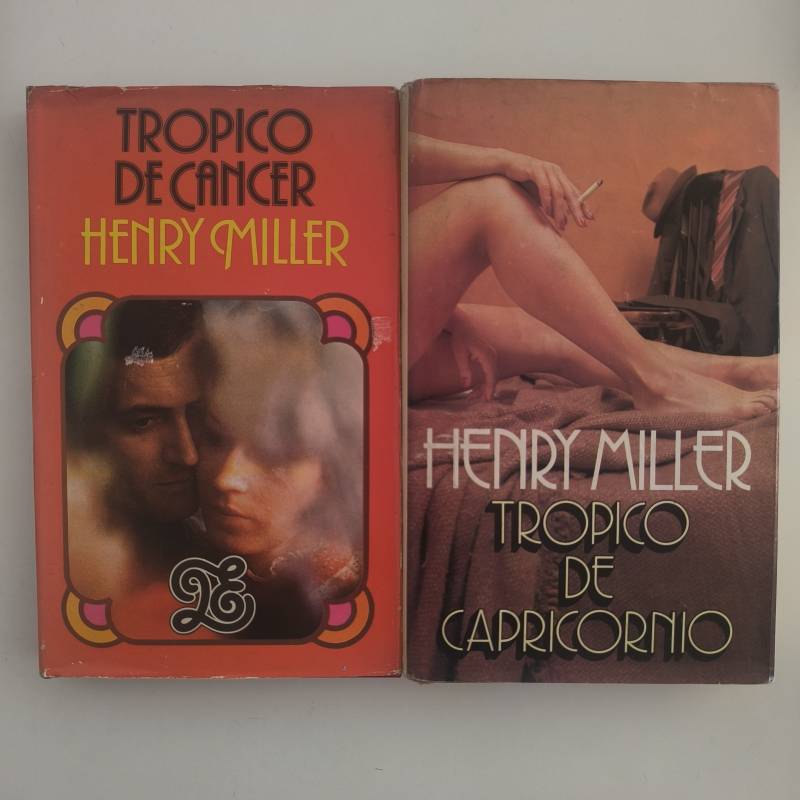 TROPICO
DE CANCER
HENRY MILLER
HENRY MILLER
TROPICO
DE
CAPRICORNIO